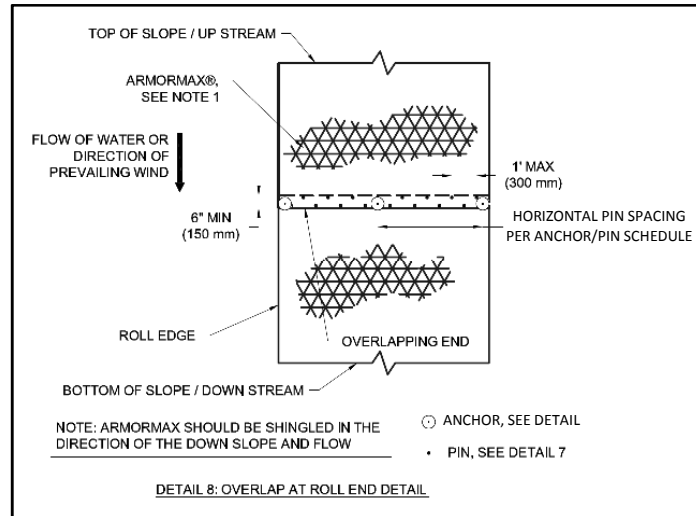 TOP OF SLOPE / UP STREAM
ARMORMAX®,
SEE NOTE 1
FLOW OF WATER OR
DIRECTION OF
PREVAILING WIND
1' MAX
(300 mm)
6" MIN
(150 mm)
HORIZONTAL PIN SPACING
PER ANCHOR/PIN SCHEDULE
ROLL EDGE
OVERLAPPING END
BOTTOM OF SLOPE / DOWN STREAM
NOTE: ARMORMAX SHOULD BE SHINGLED IN THE
DIRECTION OF THE DOWN SLOPE AND FLOW
ANCHOR, SEE DETAIL
PIN, SEE DETAIL 7
DETAIL 8: OVERLAP AT ROLL END DETAIL